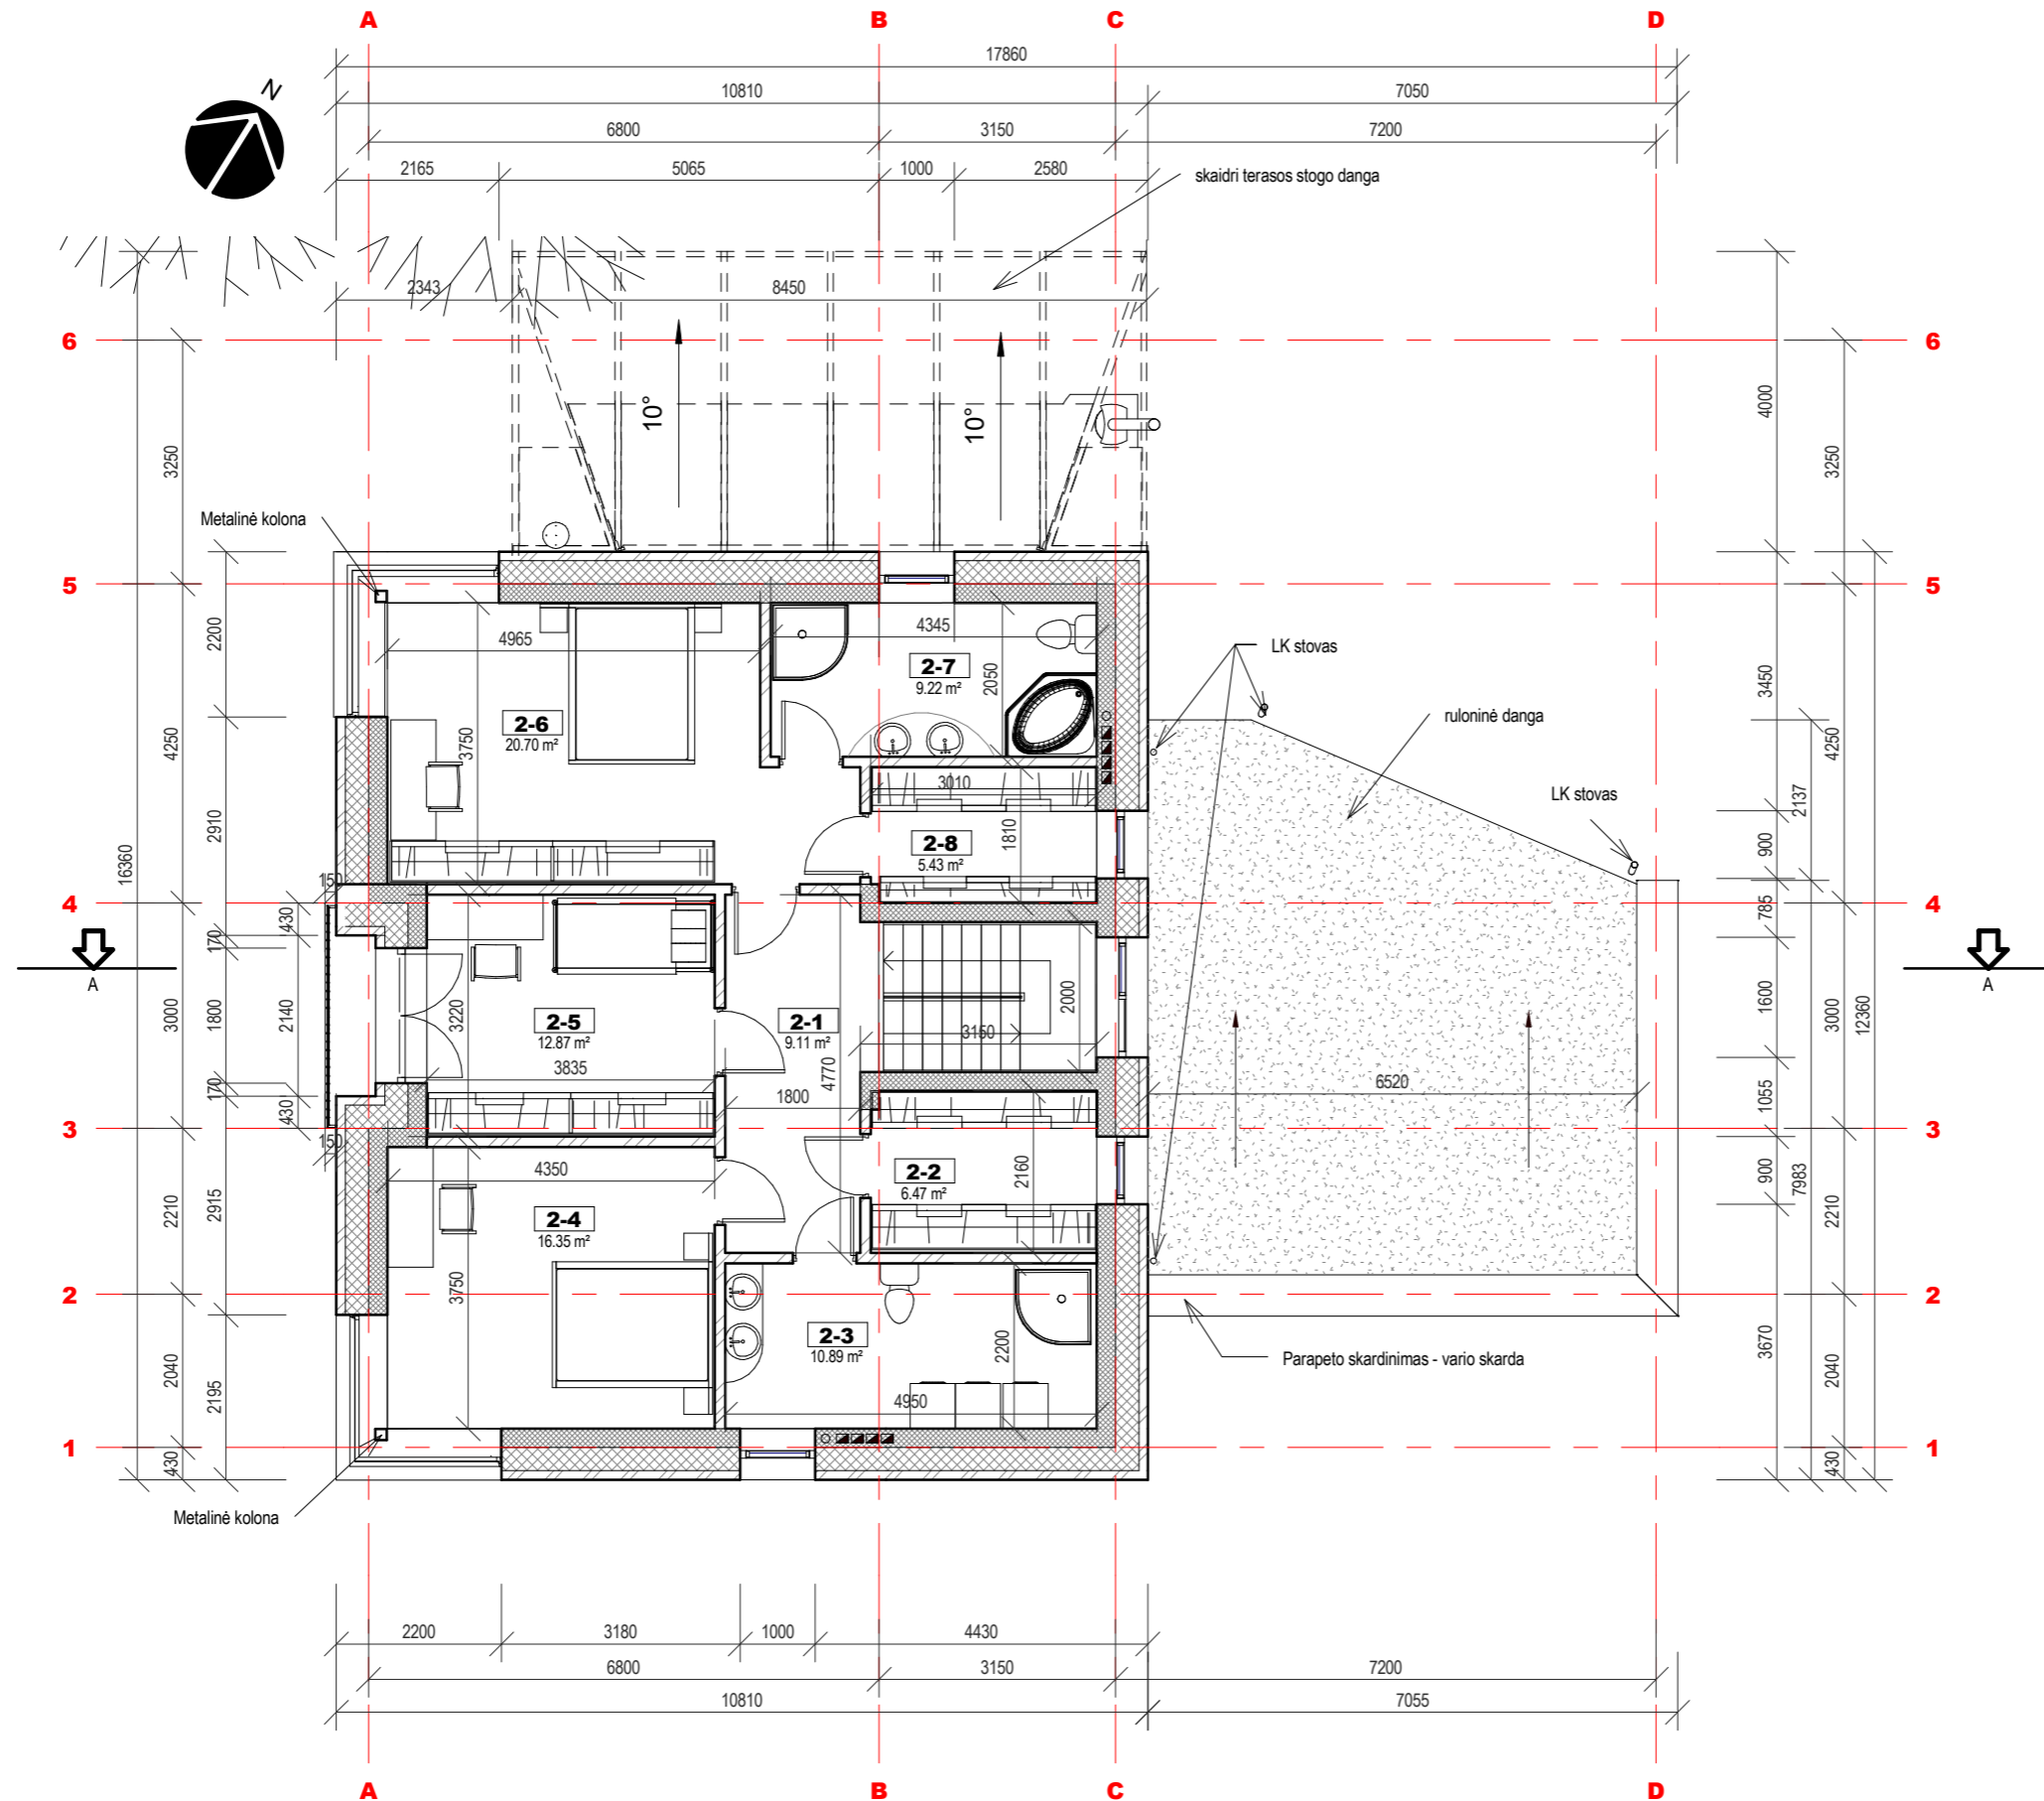 A B C D
17860
N
10810 7050
6800 3150 7200
2165 5065 1000 2580
skaidri terasos stogo danga
2343 8450
6 6
4000
10° 10°
3250 3250
Metalinė kolona
5 5
4965 4345
2200
LK stovas
2-7
9.22 m²
2050
3450
2-6
20.70 m²
3750
ruloninė danga
4250 4250
2137
3010
LK stovas
2910
2-8
5.43 m²
1810
900
16360
150
4 4
430 785
170
A A
3000 1800 2140 3220
2-5
12.87 m²
2-1
9.11 m²
2000
3150
1600 3000 12360
3835
4770
170
1800
6520
1055
430
3 3
150
4350
2-2
6.47 m²
2160
900 7983
2210 2915
2-4
16.35 m²
2210
3750
2 2
2-3
10.89 m²
2200
3670
2040 2195
Parapeto skardinimas - vario skarda
2040
4950
1 1
430 430
Metalinė kolona
2200 3180 1000 4430
6800 3150 7200
10810 7055
A B C D